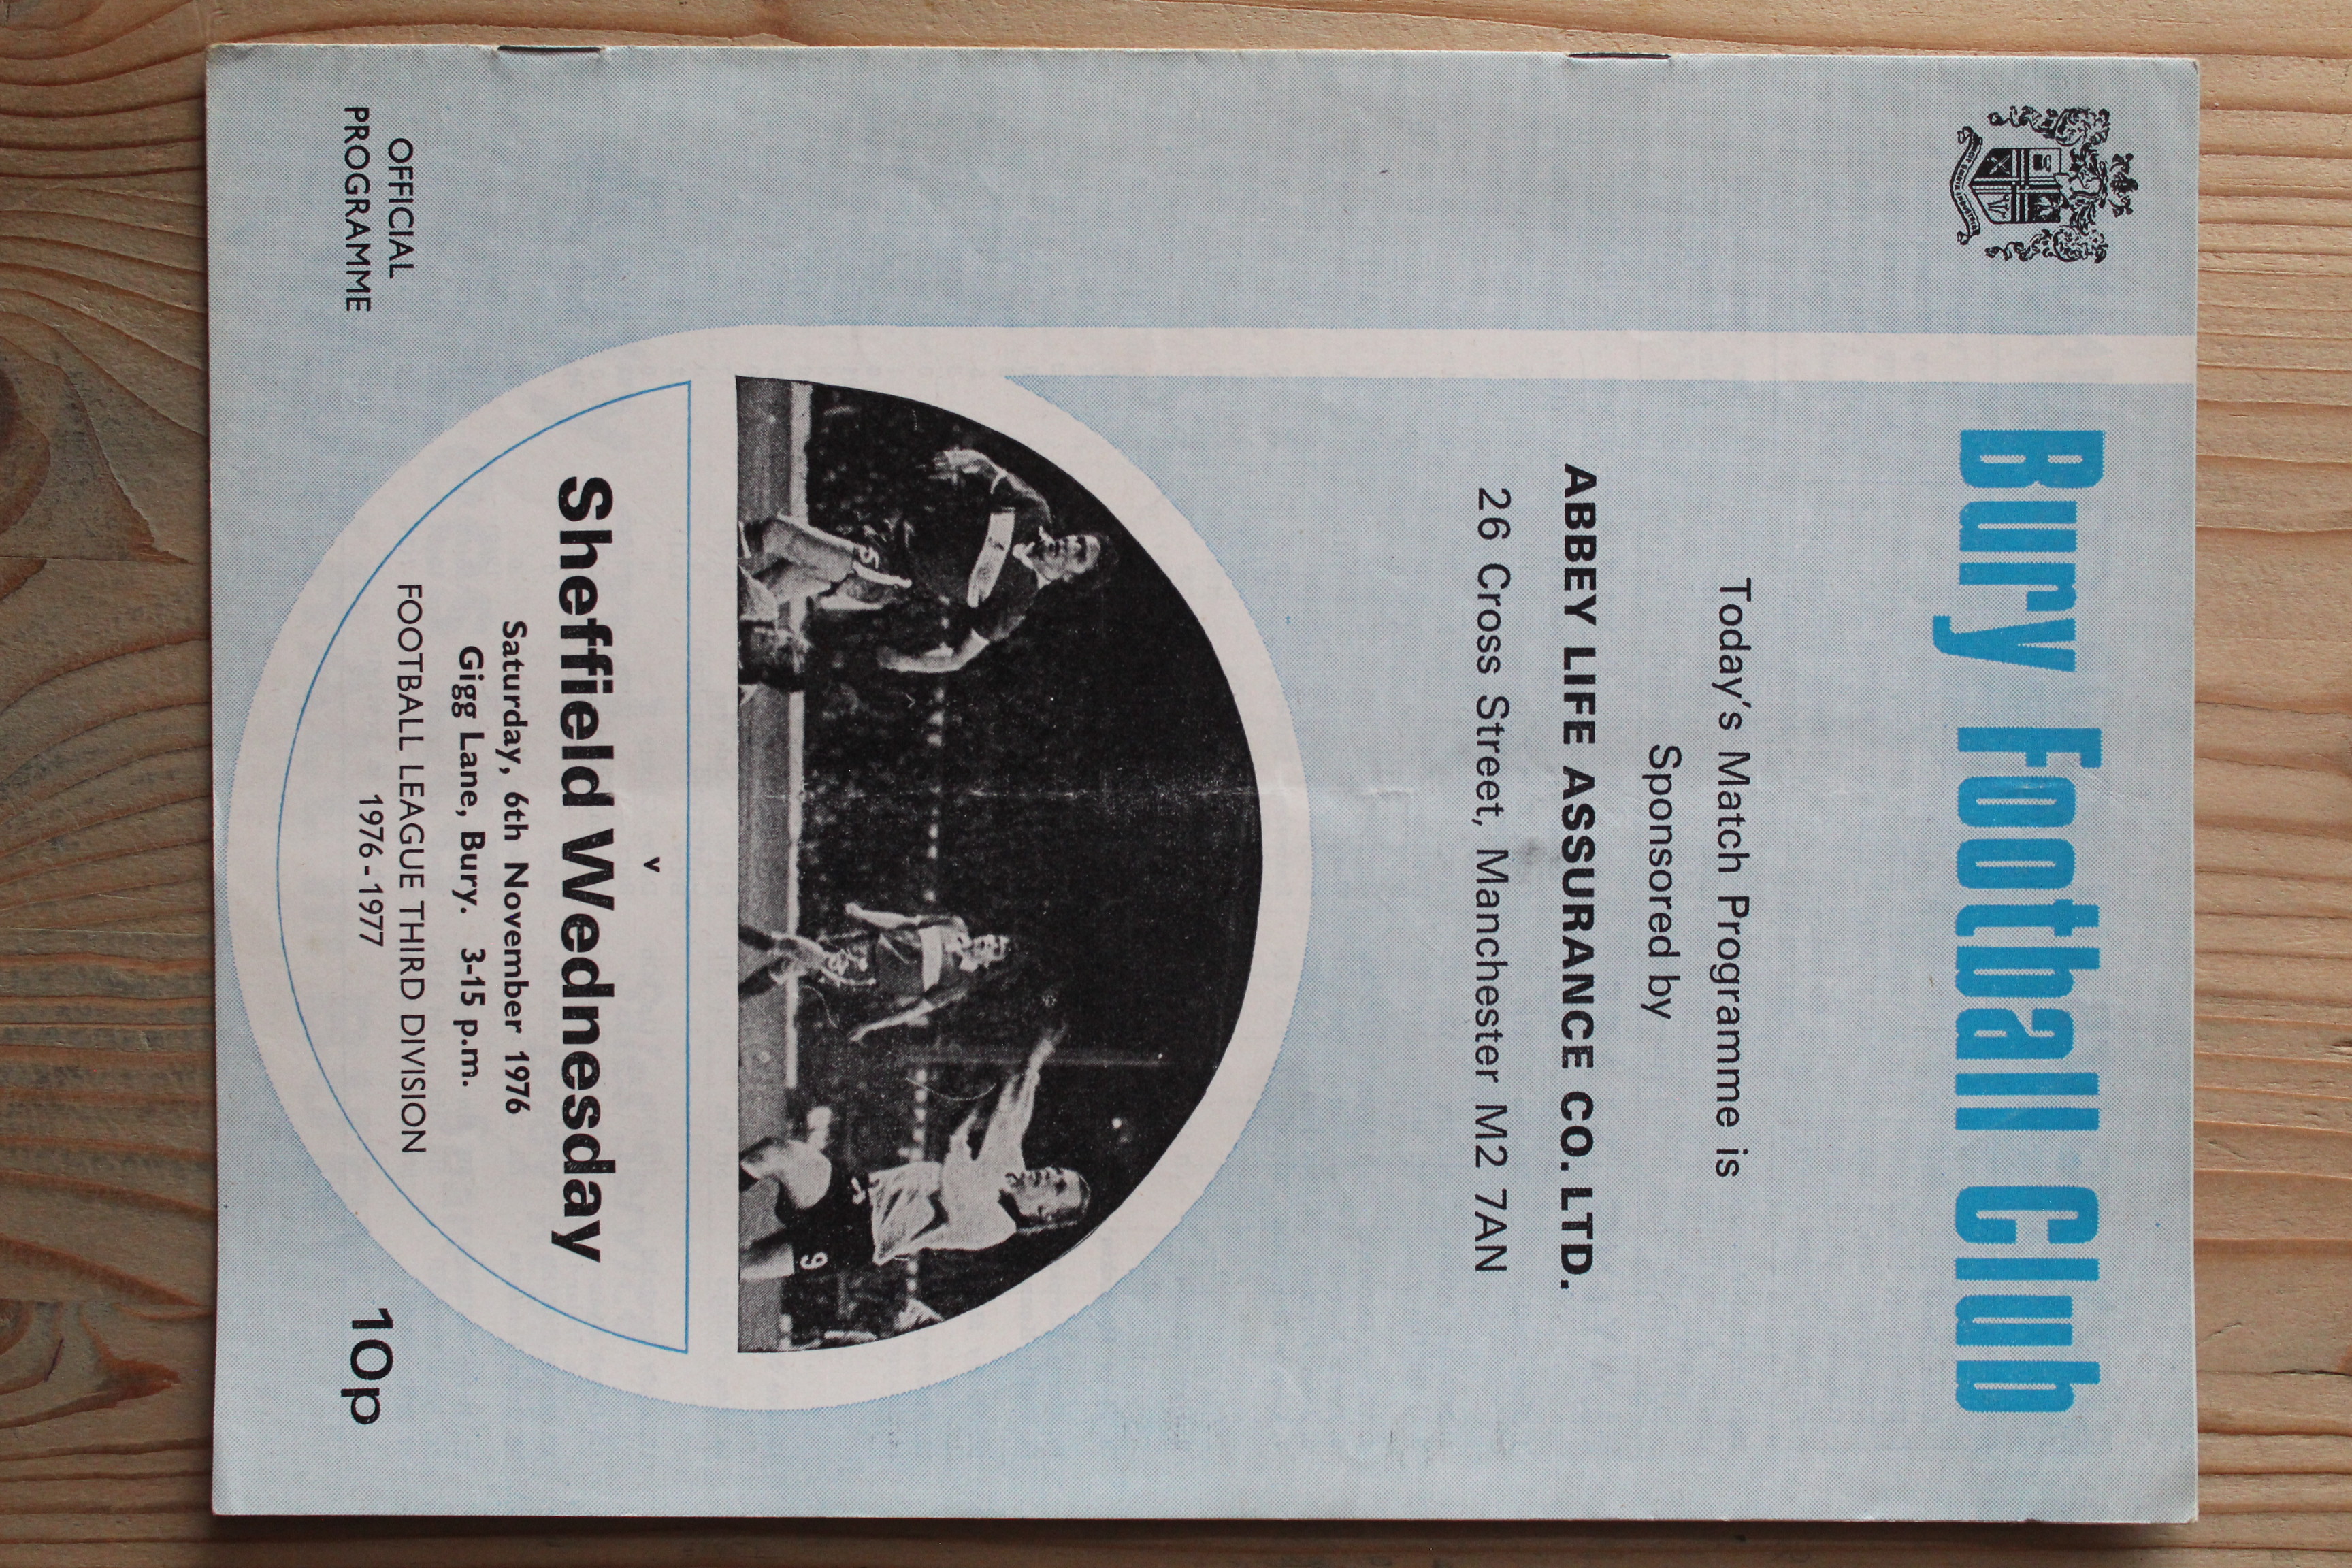 Bury Football Club
Today's Match Programme is
Sponsored by
ABBEY LIFE ASSURANCE CO. LTD.
26 Cross Street, Manchester M2 7AN
9
v
Sheffield Wednesday
Saturday, 6th November 1976
Gigg Lane, Bury. 3-15 p.m.
FOOTBALL LEAGUE THIRD DIVISION
1976-1977
OFFICIAL
PROGRAMME
10p